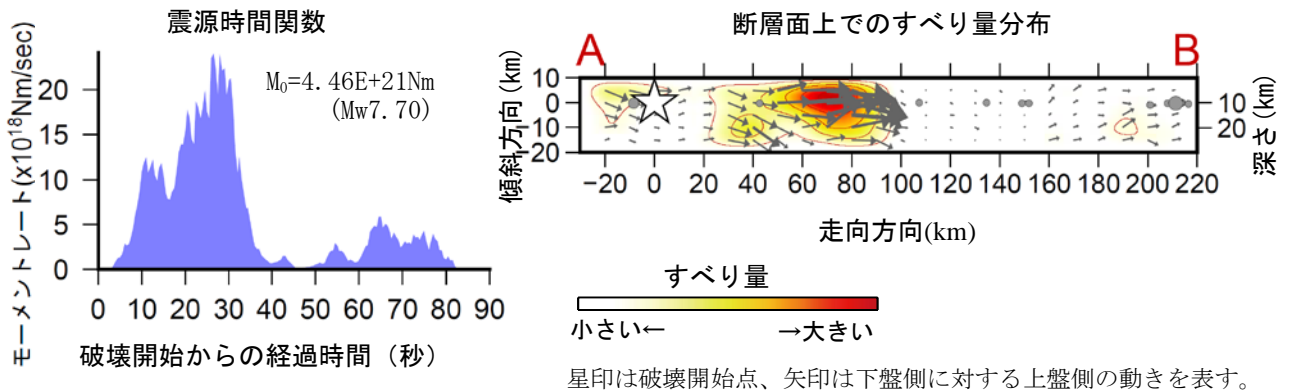 震源時間関数
M₀=4.46E+21Nm
(Mw7.70)
モーメントレート(x10¹⁸Nm/sec)
20
15
10
5
0
0 10 20 30 40 50 60 70 80 90
破壊開始からの経過時間（秒）
断層面上でのすべり量分布
A B
傾斜方向(km)
10
0
10
20
10
20
深さ(km)
−20 0 20 40 60 80 100 120 140 160 180 200 220
走向方向(km)
すべり量
小さい← →大きい
星印は破壊開始点、矢印は下盤側に対する上盤側の動きを表す。